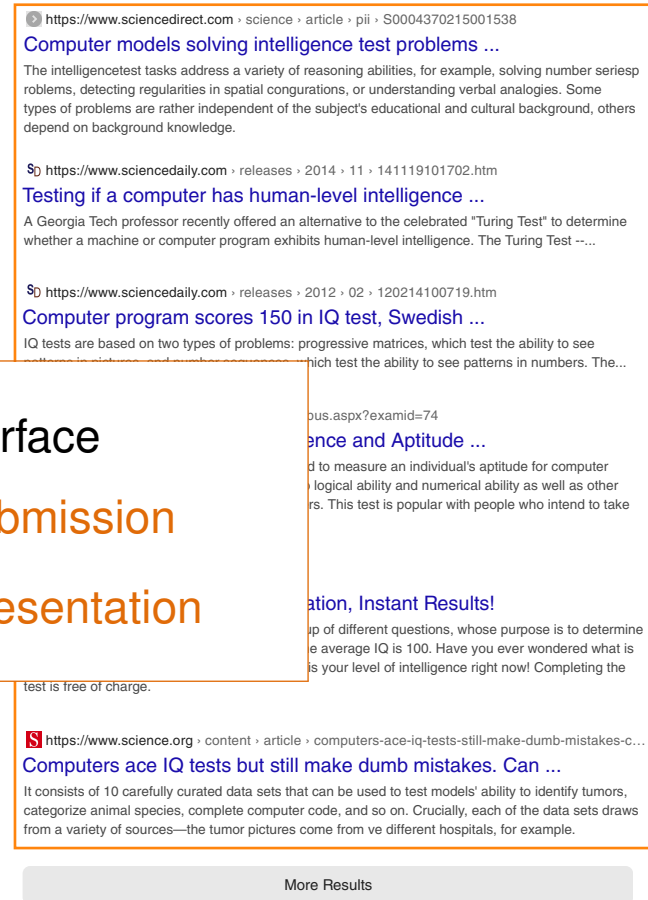 https://www.sciencedirect.com › science › article › pii › S0004370215001538
Computer models solving intelligence test problems ...
The intelligencetest tasks address a variety of reasoning abilities, for example, solving number seriesp
roblems, detecting regularities in spatial congurations, or understanding verbal analogies. Some
types of problems are rather independent of the subject's educational and cultural background, others
depend on background knowledge.
SD https://www.sciencedaily.com › releases › 2014 › 11 › 141119101702.htm
Testing if a computer has human-level intelligence ...
A Georgia Tech professor recently offered an alternative to the celebrated "Turing Test" to determine
whether a machine or computer program exhibits human-level intelligence. The Turing Test --...
SD https://www.sciencedaily.com › releases › 2012 › 02 › 120214100719.htm
Computer program scores 150 in IQ test, Swedish ...
IQ tests are based on two types of problems: progressive matrices, which test the ability to see
patterns in pictures, and number sequences, which test the ability to see patterns in numbers. The...
rface
bmission
esentation
ous.aspx?examid=74
ence and Aptitude ...
d to measure an individual's aptitude for computer
logical ability and numerical ability as well as other
rs. This test is popular with people who intend to take
ation, Instant Results!
up of different questions, whose purpose is to determine
e average IQ is 100. Have you ever wondered what is
is your level of intelligence right now! Completing the
test is free of charge.
S https://www.science.org › content › article › computers-ace-iq-tests-still-make-dumb-mistakes-c...
Computers ace IQ tests but still make dumb mistakes. Can ...
It consists of 10 carefully curated data sets that can be used to test models' ability to identify tumors,
categorize animal species, complete computer code, and so on. Crucially, each of the data sets draws
from a variety of sources—the tumor pictures come from ve different hospitals, for example.
More Results